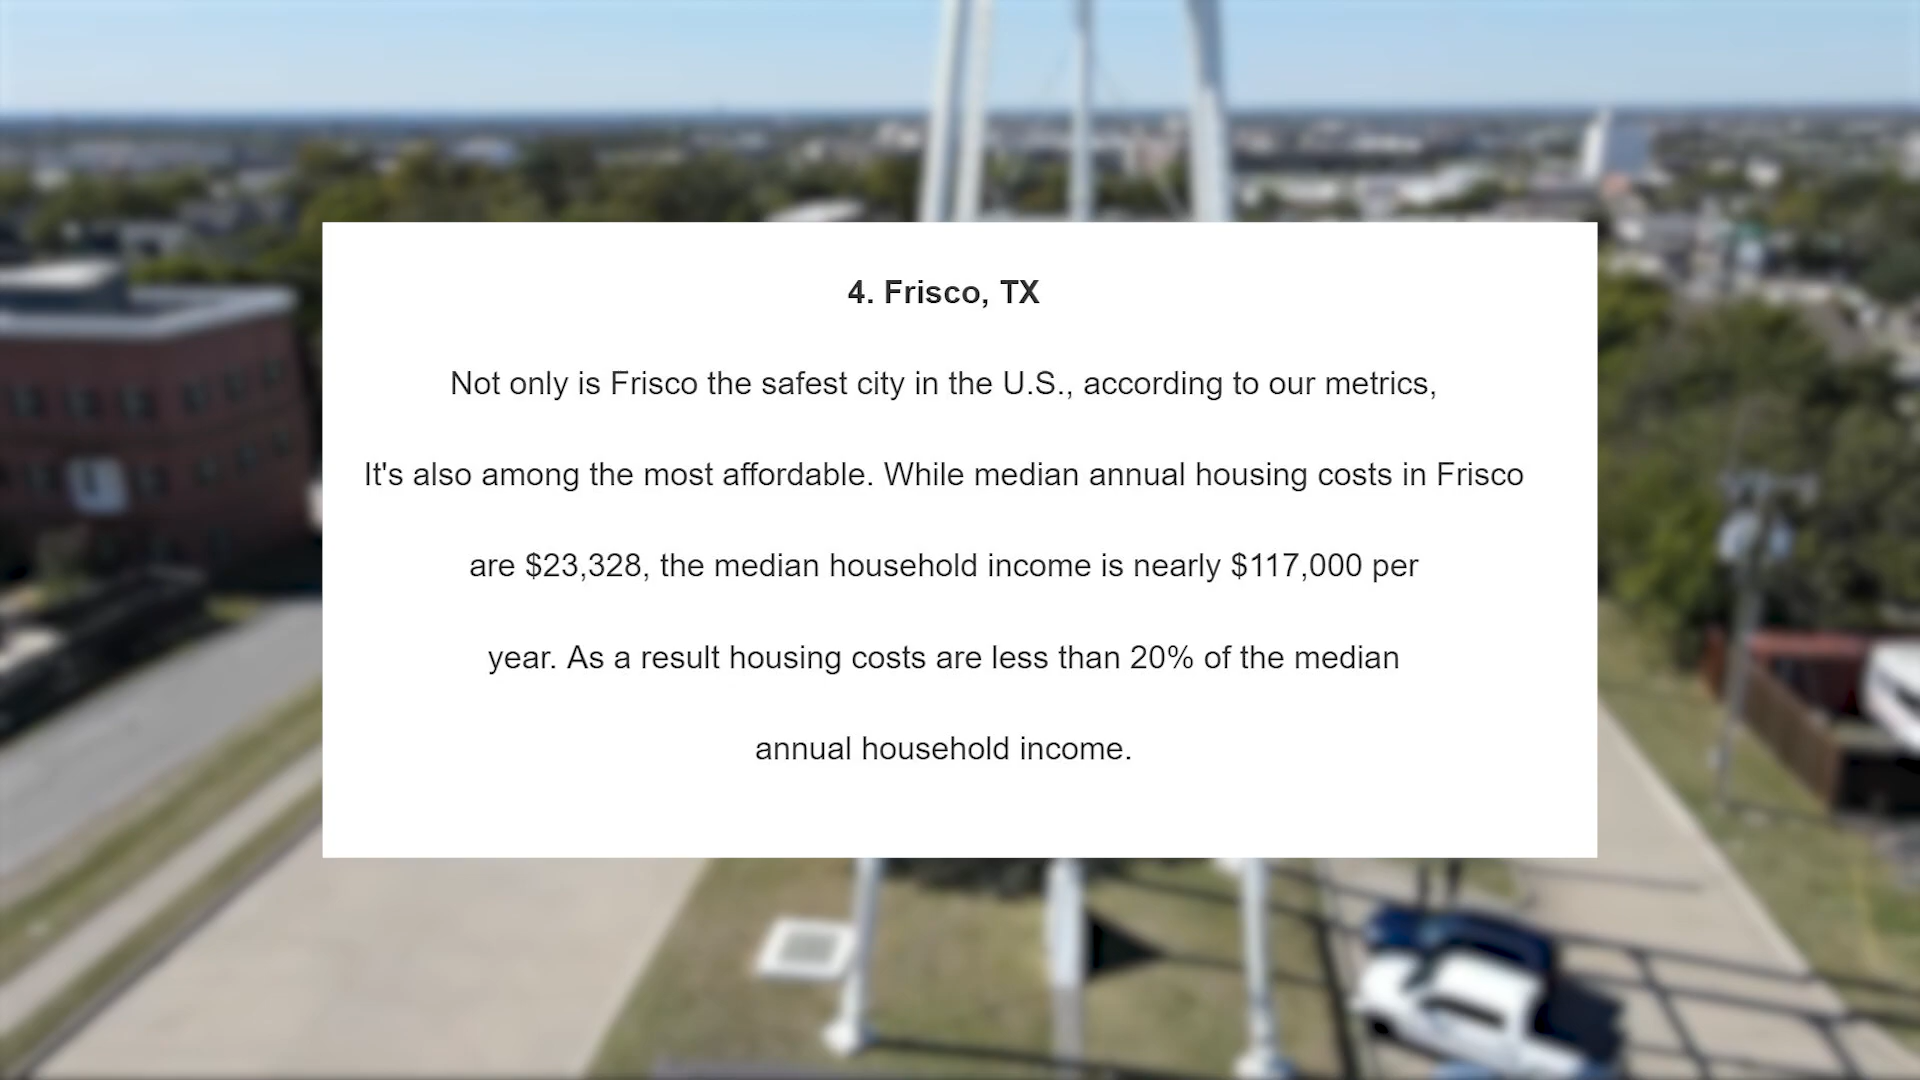 4. Frisco, TX
Not only is Frisco the safest city in the U.S., according to our metrics,
It's also among the most affordable. While median annual housing costs in Frisco
are $23,328, the median household income is nearly $117,000 per
year. As a result housing costs are less than 20% of the median
annual household income.